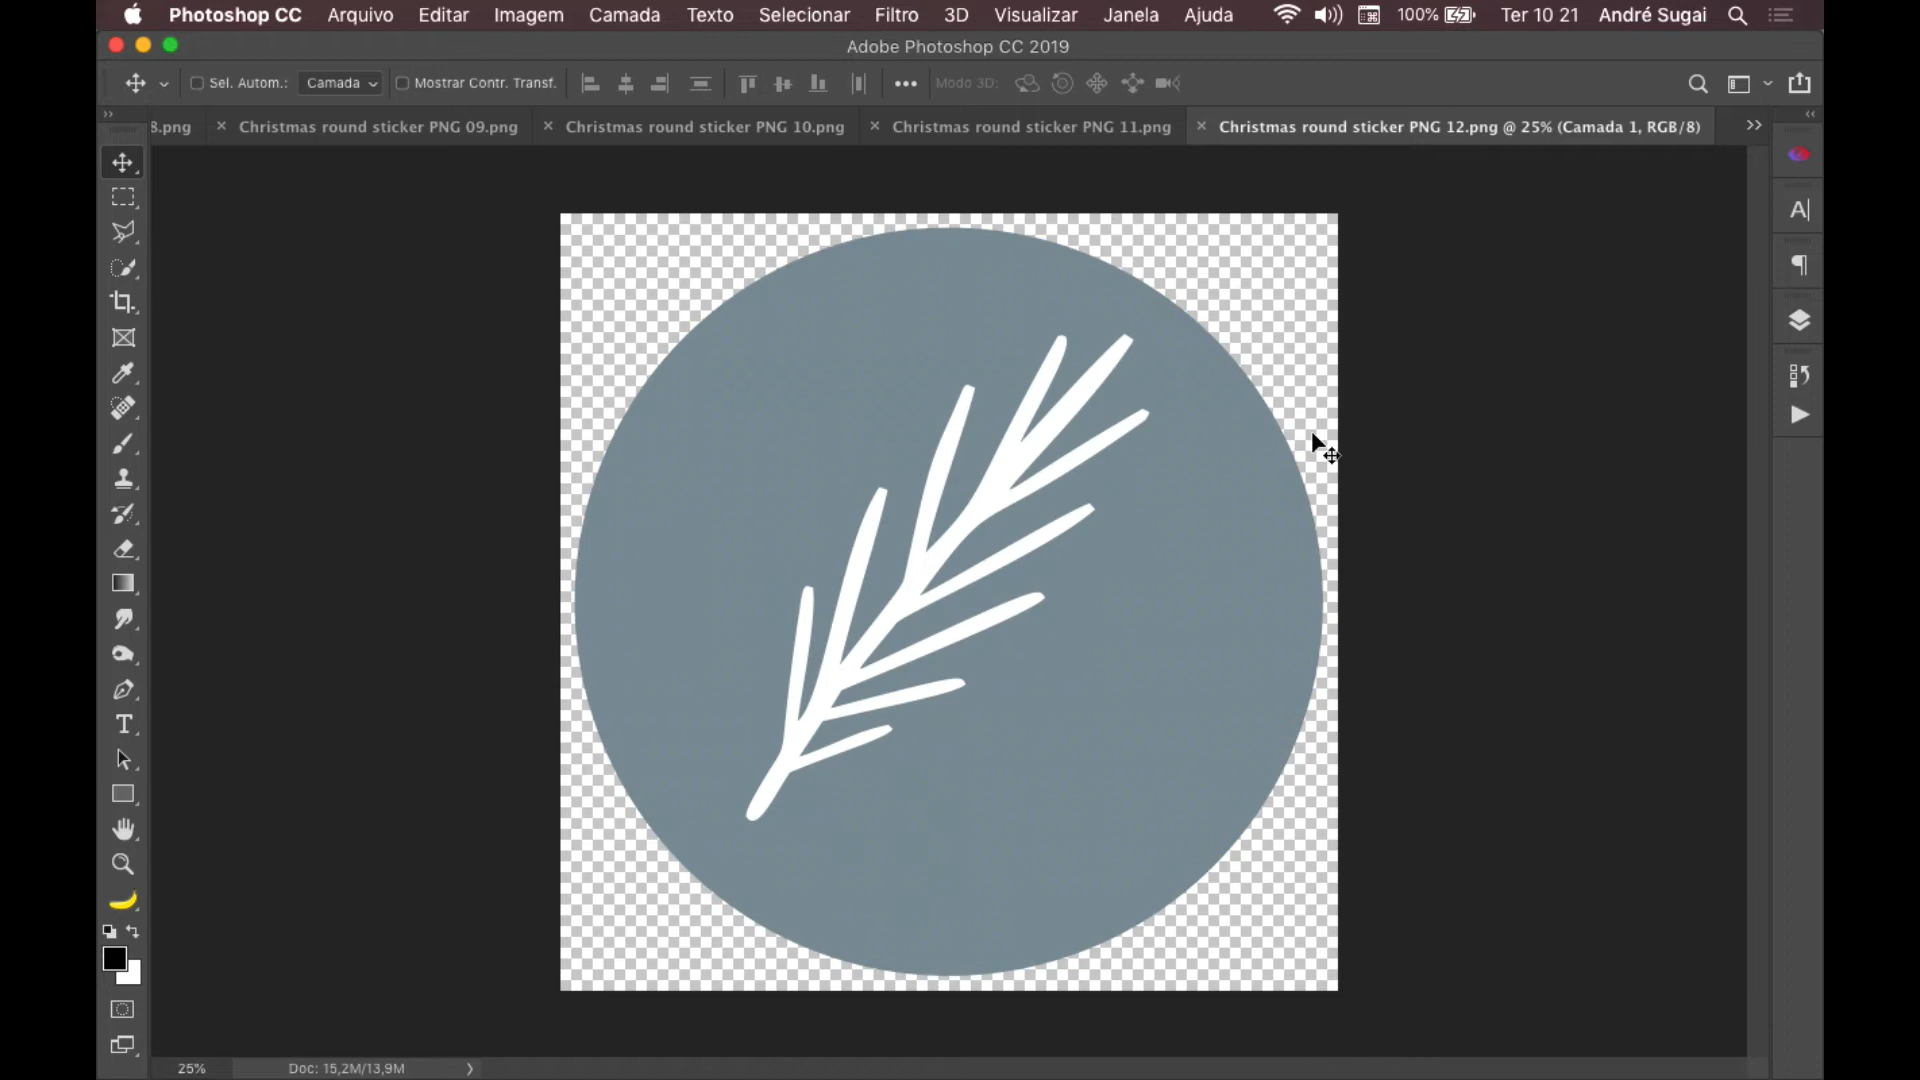 Photoshop CC Arquivo Editar Imagem Camada Texto Selecionar Filtro 3D Visualizar Janela Ajuda 100% Ter 10 21 André Sugai
Adobe Photoshop CC 2019
Sel. Autom.: Camada Mostrar Contr. Transf. Modo 3D:
8.png × Christmas round sticker PNG 09.png × Christmas round sticker PNG 10.png × Christmas round sticker PNG 11.png × Christmas round sticker PNG 12.png @ 25% (Camada 1, RGB/8)
25% Doc: 15,2M/13,9M